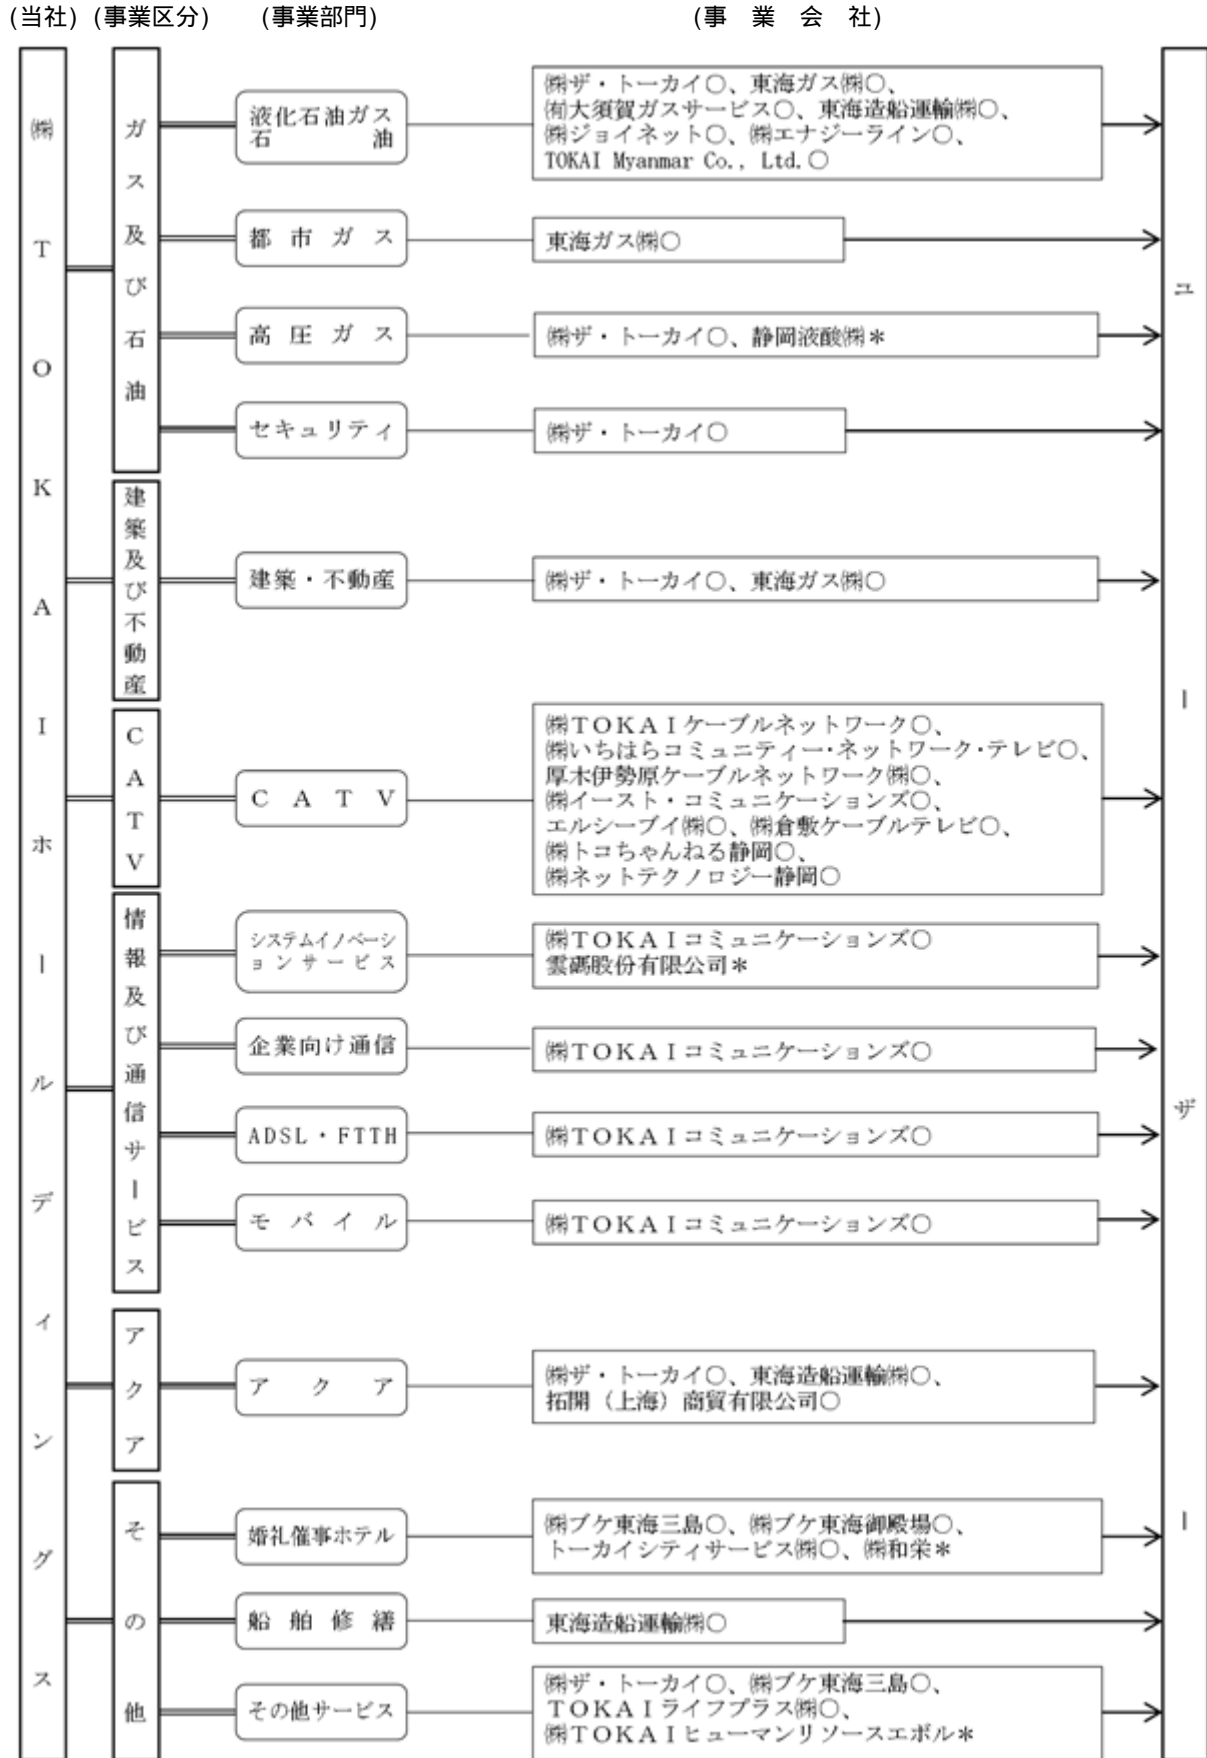 (当社) (事業区分) (事業部門) (事 業 会 社)
㈱TOKAIホールディングス
ガス及び石油
液化石油ガス
石油
㈱ザ・トーカイ○、東海ガス㈱○、
㈲大須賀ガスサービス○、東海造船運輸㈱○、
㈱ジョイネット○、㈱エナジーライン○、
TOKAI Myanmar Co., Ltd.○
都市ガス
東海ガス㈱○
高圧ガス
㈱ザ・トーカイ○、静岡液酸㈱＊
セキュリティ
㈱ザ・トーカイ○
建築及び不動産
建築・不動産
㈱ザ・トーカイ○、東海ガス㈱○
CATV
CATV
㈱TOKAIケーブルネットワーク○、
㈱いちはらコミュニティー・ネットワーク・テレビ○、
厚木伊勢原ケーブルネットワーク㈱○、
㈱イースト・コミュニケーションズ○、
エルシーブイ㈱○、㈱倉敷ケーブルテレビ○、
㈱トコちゃんねる静岡○、
㈱ネットテクノロジー静岡○
情報及び通信サービス
システムイノベーシ
ョンサービス
㈱TOKAIコミュニケーションズ○
雲碼股份有限公司＊
企業向け通信
㈱TOKAIコミュニケーションズ○
ADSL・FTTH
㈱TOKAIコミュニケーションズ○
モバイル
㈱TOKAIコミュニケーションズ○
アクア
アクア
㈱ザ・トーカイ○、東海造船運輸㈱○、
拓開（上海）商貿有限公司○
その他
婚礼催事ホテル
㈱ブケ東海三島○、㈱ブケ東海御殿場○、
トーカイシティサービス㈱○、㈱和栄＊
船舶修繕
東海造船運輸㈱○
その他サービス
㈱ザ・トーカイ○、㈱ブケ東海三島○、
TOKAIライフプラス㈱○、
㈱TOKAIヒューマンリソースエボル＊
ユーザー